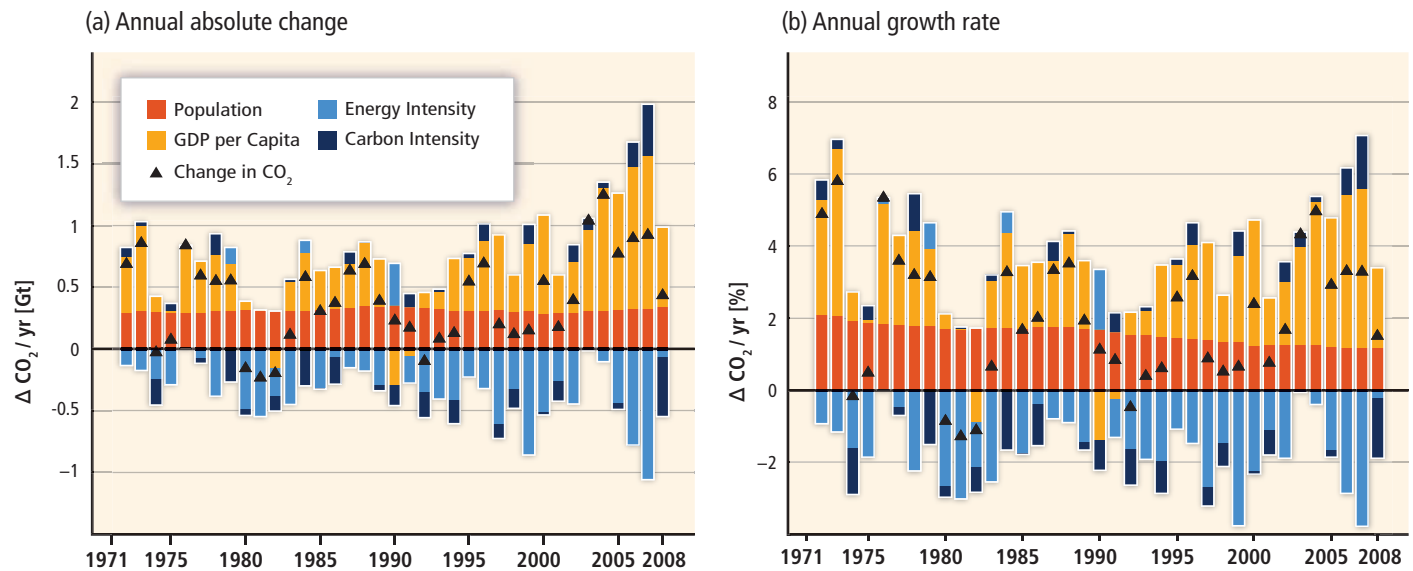 (a) Annual absolute change
Δ CO2 / yr [Gt]
2
1.5
1
0.5
0
-0.5
−1
Population
Energy Intensity
GDP per Capita
Carbon Intensity
Change in CO2
1971 1975 1980 1985 1990 1995 2000 2005 2008
(b) Annual growth rate
Δ CO2 / yr [%]
8
6
4
2
0
−2
1971 1975 1980 1985 1990 1995 2000 2005 2008